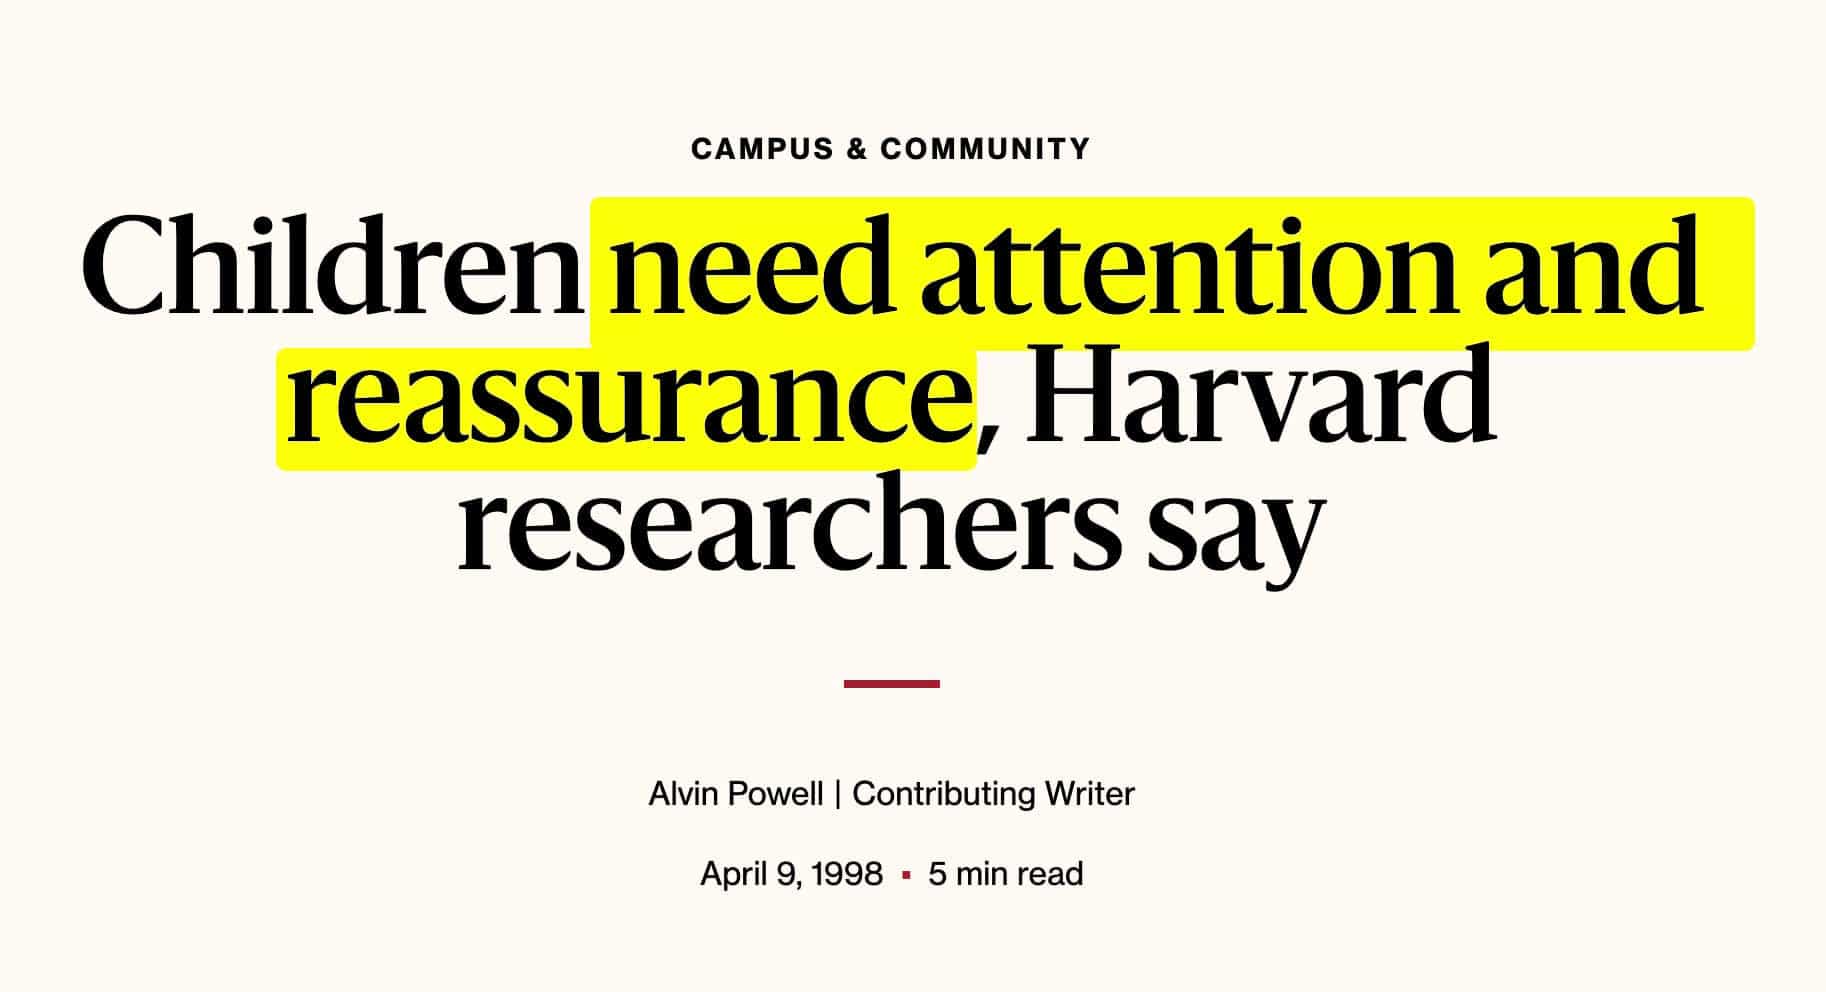 CAMPUS & COMMUNITY
Children need attention and
reassurance, Harvard
researchers say
Alvin Powell | Contributing Writer
April 9, 1998 ▪ 5 min read